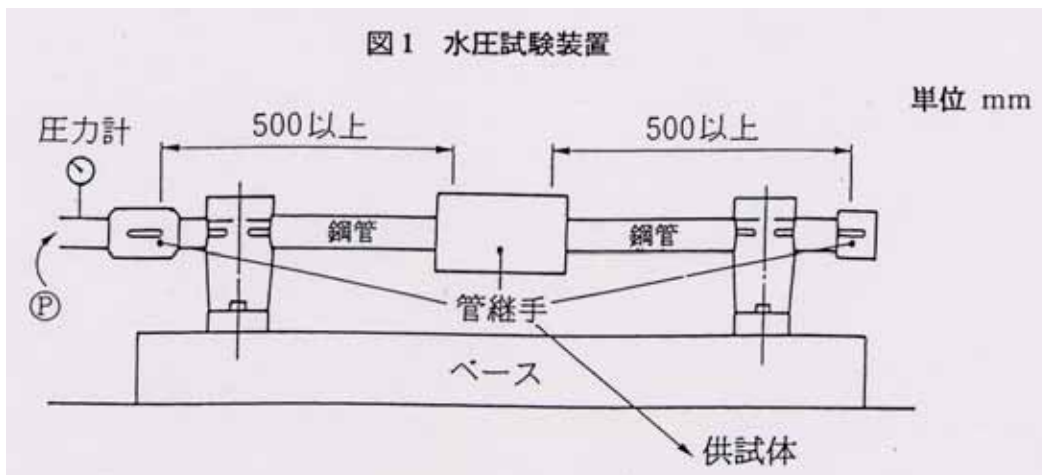 図1 水圧試験装置
単位 mm
圧力計
500以上
500以上
鋼管
鋼管
P
管継手
ベース
供試体